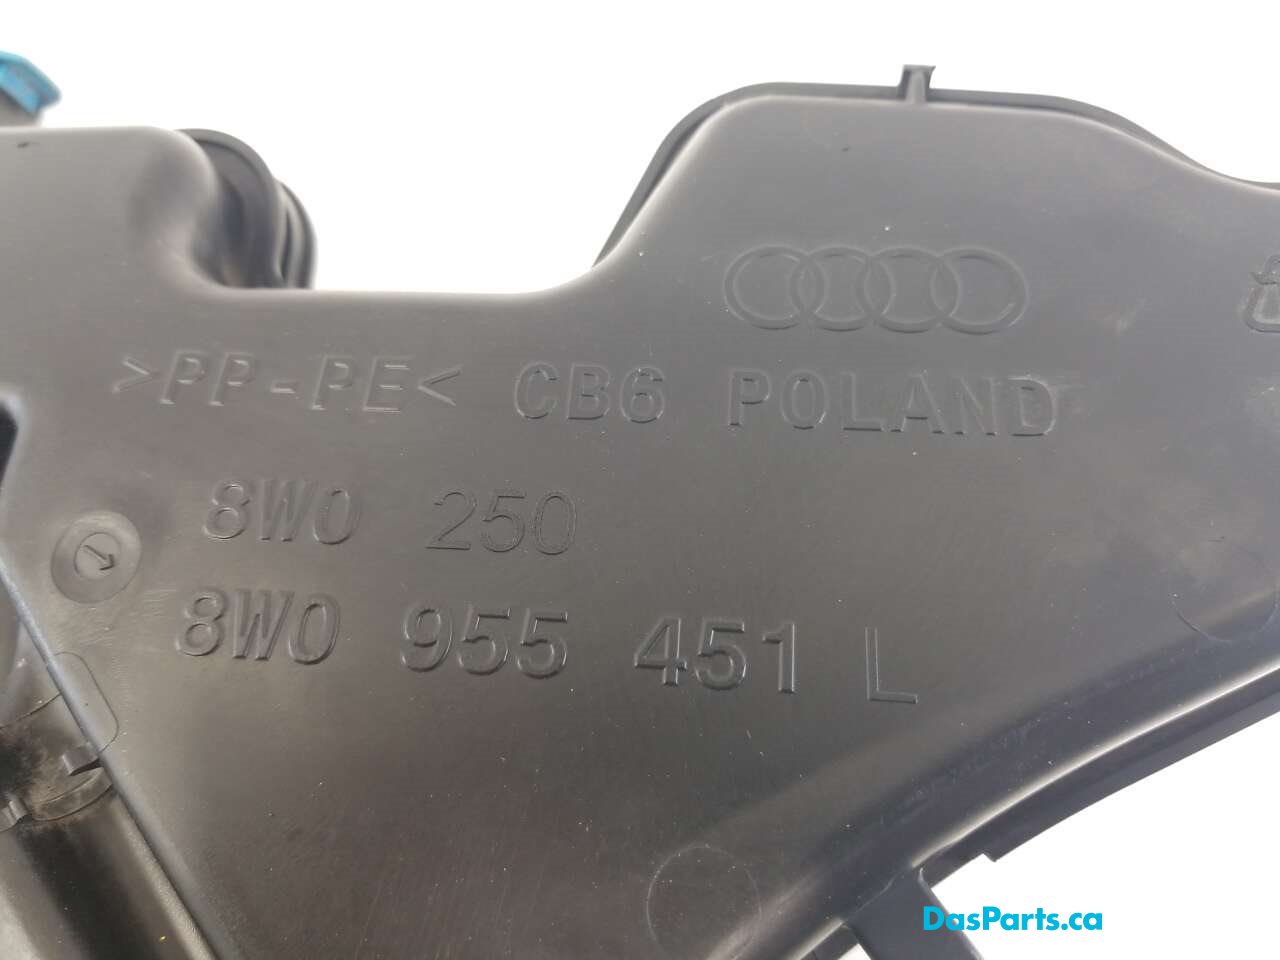 >PP-PE< CB6 POLAND
8W0 250
8W0 955 451 L
DasParts.ca